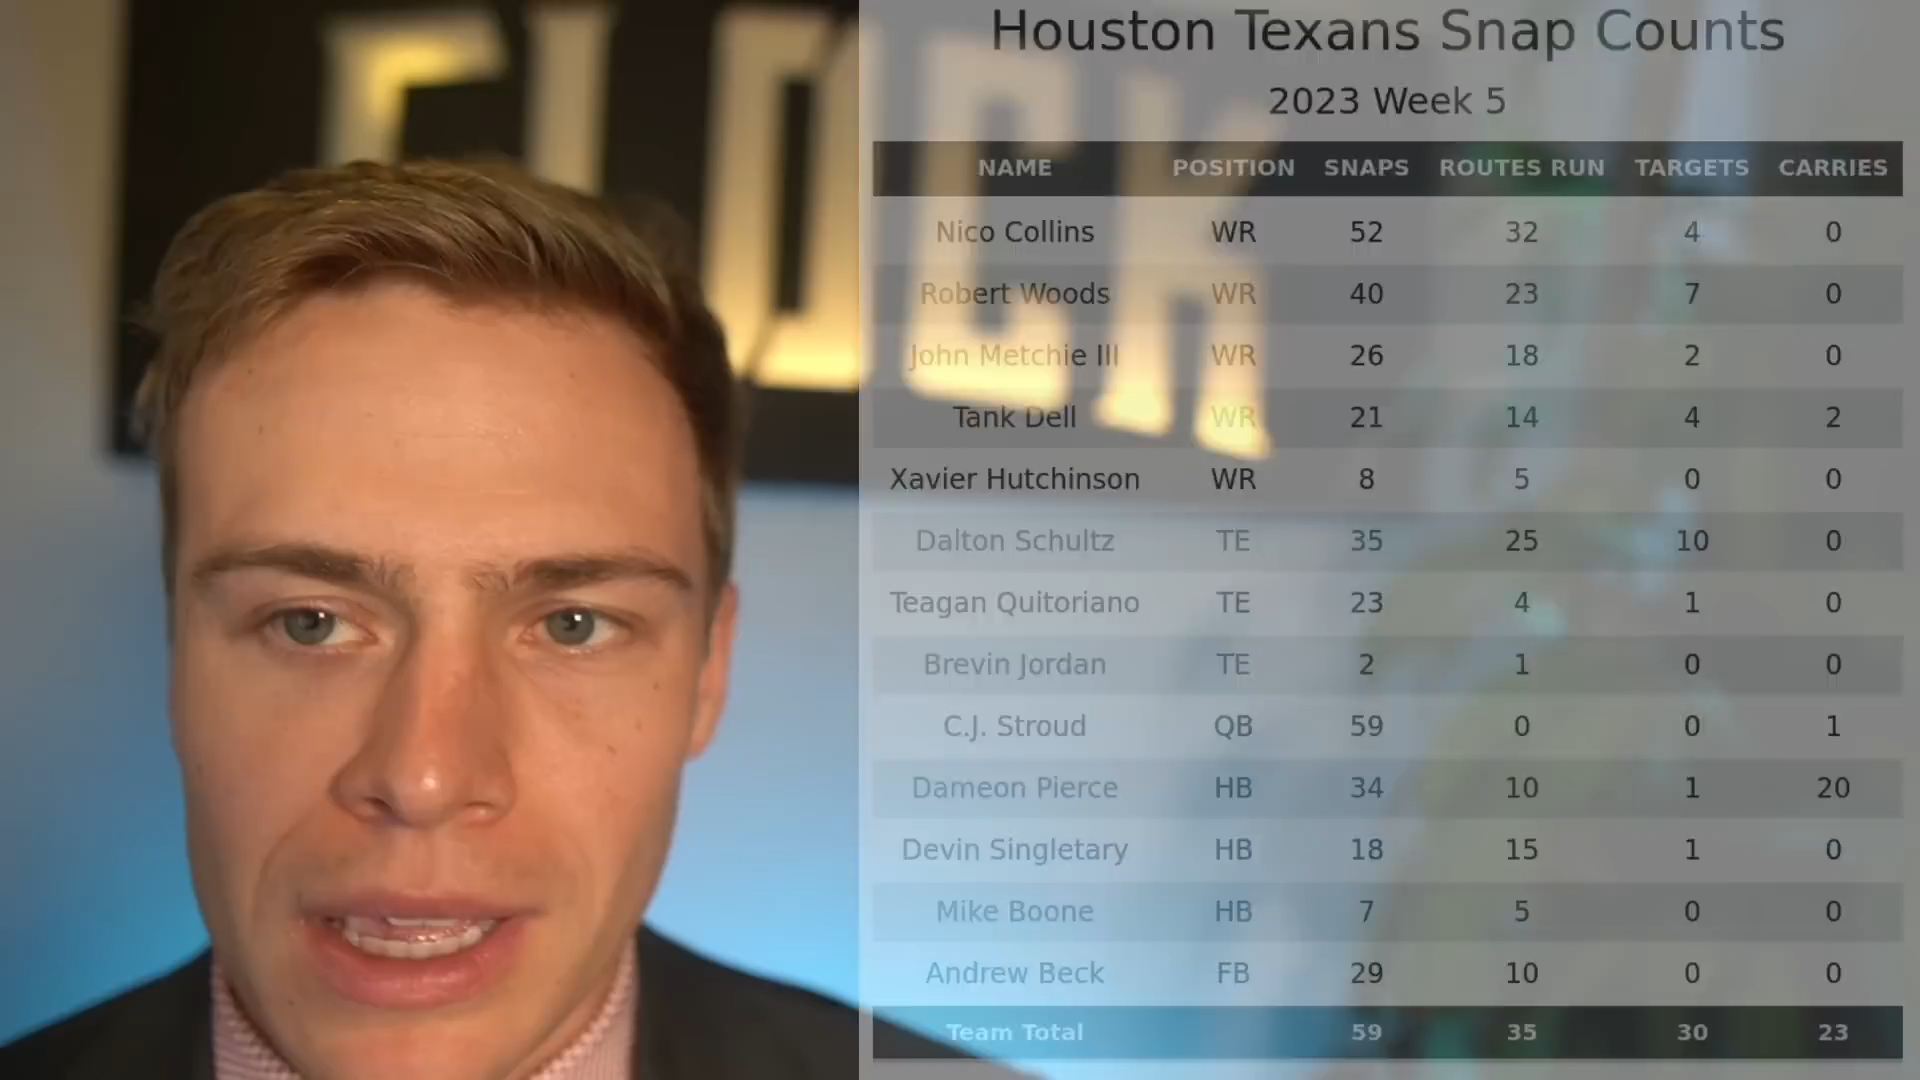 FLOCK
Houston Texans Snap Counts
2023 Week 5
NAME POSITION SNAPS ROUTES RUN TARGETS CARRIES
Nico Collins WR 52 32 4 0
Robert Woods WR 40 23 7 0
John Metchie III WR 26 18 2 0
Tank Dell WR 21 14 4 2
Xavier Hutchinson WR 8 5 0 0
Dalton Schultz TE 35 25 10 0
Teagan Quitoriano TE 23 4 1 0
Brevin Jordan TE 2 1 0 0
C.J. Stroud QB 59 0 0 1
Dameon Pierce HB 34 10 1 20
Devin Singletary HB 18 15 1 0
Mike Boone HB 7 5 0 0
Andrew Beck FB 29 10 0 0
Team Total 59 35 30 23